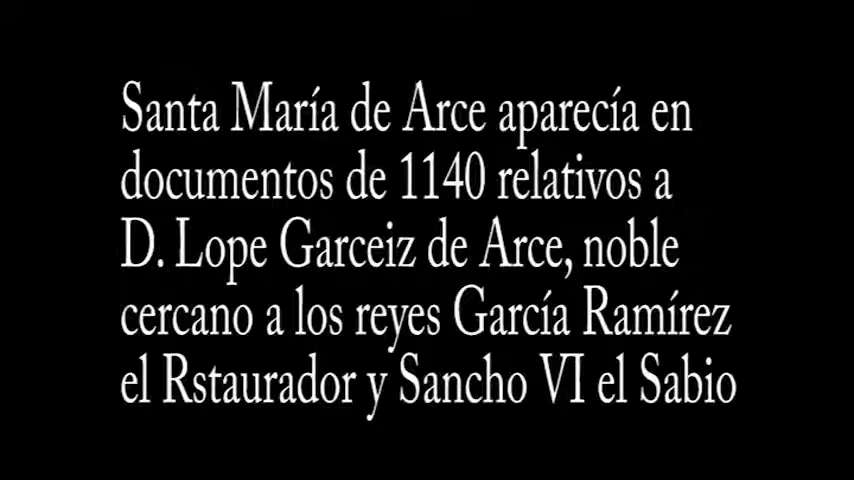 Santa María de Arce aparecía en
documentos de 1140 relativos a
D. Lope Garceiz de Arce, noble
cercano a los reyes García Ramírez
el Rstaurador y Sancho VI el Sabio